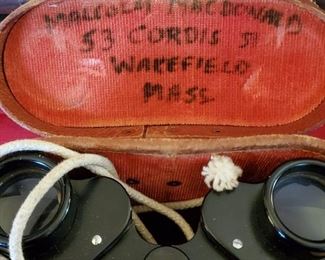 MALCOLM MACDONALD
53 CORDIS ST
WAKEFIELD
MASS